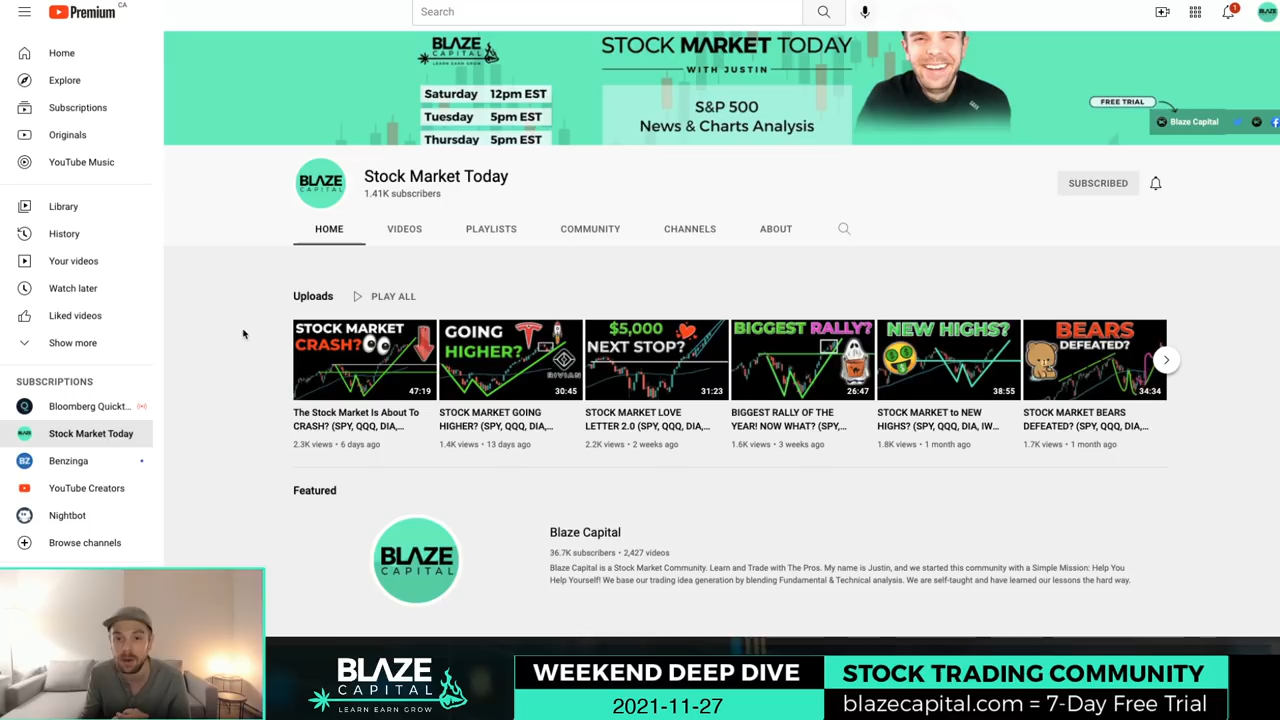 Premium CA
Search
1
BLAZE
Home
Explore
Subscriptions
Originals
YouTube Music
Library
History
Your videos
Watch later
Liked videos
Show more
SUBSCRIPTIONS
Bloomberg Quickt...
Stock Market Today
Benzinga
YouTube Creators
Nightbot
Browse channels
BLAZE
CAPITAL
LEARN EARN GROW
Saturday 12pm EST
Tuesday 5pm EST
Thursday 5pm EST
STOCK MARKET TODAY
WITH JUSTIN
S&P 500
News & Charts Analysis
FREE TRIAL
Blaze Capital
BLAZE
CAPITAL
Stock Market Today
1.41K subscribers
SUBSCRIBED
HOME VIDEOS PLAYLISTS COMMUNITY CHANNELS ABOUT
Uploads PLAY ALL
STOCK MARKET
CRASH?
47:19
The Stock Market Is About To
CRASH? (SPY, QQQ, DIA,...
2.3K views • 6 days ago
GOING
HIGHER?
RIVIAN
30:45
STOCK MARKET GOING
HIGHER? (SPY, QQQ, DIA,...
1.4K views • 13 days ago
$5,000
NEXT STOP?
31:23
STOCK MARKET LOVE
LETTER 2.0 (SPY, QQQ, DIA,...
2.2K views • 2 weeks ago
BIGGEST RALLY?
26:47
BIGGEST RALLY OF THE
YEAR! NOW WHAT? (SPY,...
1.6K views • 3 weeks ago
NEW HIGHS?
38:55
STOCK MARKET to NEW
HIGHS? (SPY, QQQ, DIA, IW...
1.8K views • 1 month ago
BEARS
DEFEATED?
34:34
STOCK MARKET BEARS
DEFEATED? (SPY, QQQ, DIA,...
1.7K views • 1 month ago
Featured
BLAZE
CAPITAL
Blaze Capital
36.7K subscribers • 2,427 videos
Blaze Capital is a Stock Market Community. Learn and Trade with The Pros. My name is Justin, and we started this community with a Simple Mission: Help You
Help Yourself! We base our trading idea generation by blending Fundamental & Technical analysis. We are self-taught and have learned our lessons the hard way.
BLAZE
CAPITAL
LEARN EARN GROW
WEEKEND DEEP DIVE
2021-11-27
STOCK TRADING COMMUNITY
blazecapital.com = 7-Day Free Trial